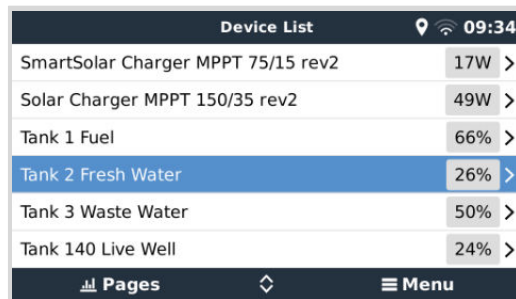 Device List 09:34
SmartSolar Charger MPPT 75/15 rev2 17W
Solar Charger MPPT 150/35 rev2 49W
Tank 1 Fuel 66%
Tank 2 Fresh Water 26%
Tank 3 Waste Water 50%
Tank 140 Live Well 24%
Pages Menu